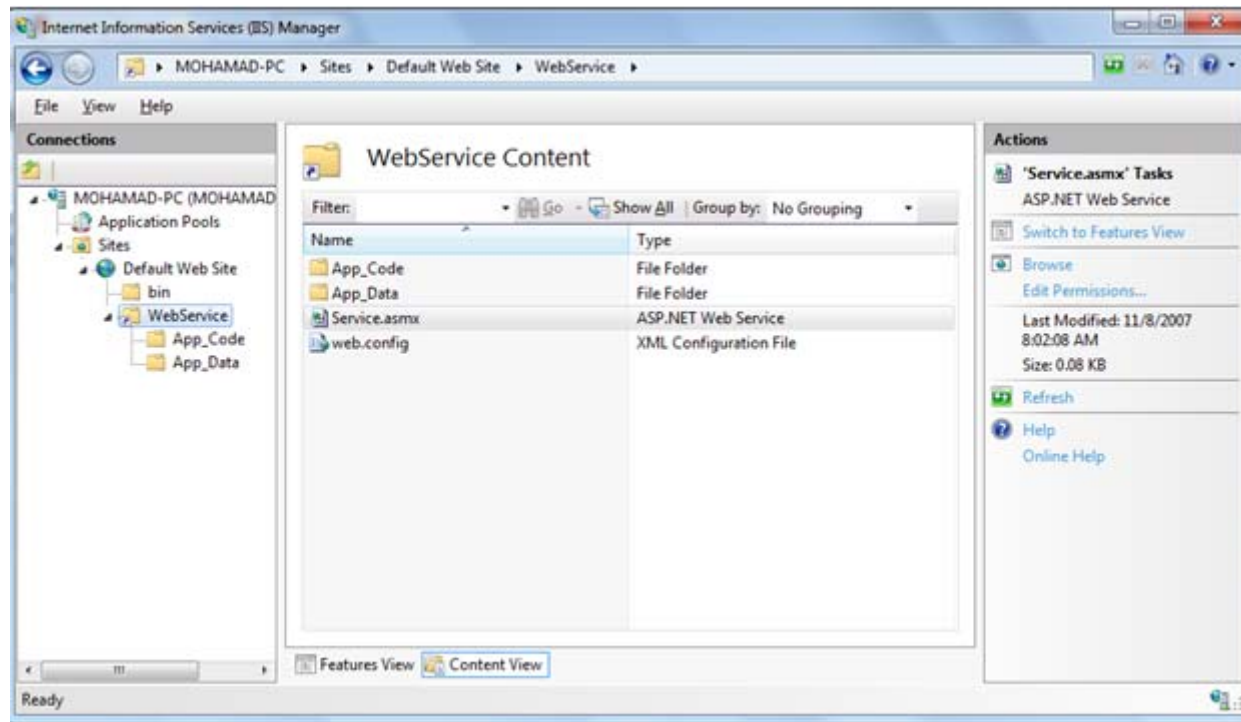 Internet Information Services (IIS) Manager
MOHAMAD-PC Sites Default Web Site WebService
File View Help
Connections
MOHAMAD-PC (MOHAMAD
Application Pools
Sites
Default Web Site
bin
WebService
App_Code
App_Data
WebService Content
Filter: Go Show All Group by: No Grouping
Name Type
App_Code File Folder
App_Data File Folder
Service.asmx ASP.NET Web Service
web.config XML Configuration File
Features View Content View
Actions
'Service.asmx' Tasks
ASP.NET Web Service
Switch to Features View
Browse
Edit Permissions...
Last Modified: 11/8/2007
8:02:08 AM
Size: 0.08 KB
Refresh
Help
Online Help
Ready